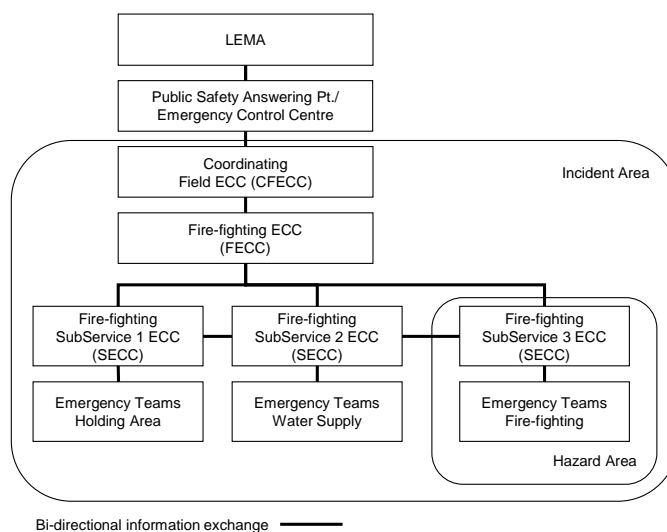 LEMA
Public Safety Answering Pt./
Emergency Control Centre
Coordinating
Field ECC (CFECC)
Incident Area
Fire-fighting ECC
(FECC)
Fire-fighting
SubService 1 ECC
(SECC)
Fire-fighting
SubService 2 ECC
(SECC)
Fire-fighting
SubService 3 ECC
(SECC)
Emergency Teams
Holding Area
Emergency Teams
Water Supply
Emergency Teams
Fire-fighting
Hazard Area
Bi-directional information exchange